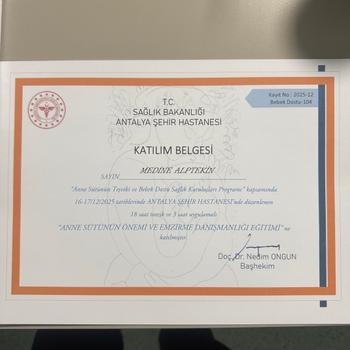 Kayıt No : 2025-12
Bebek Dostu-104
T.C.
SAĞLIK BAKANLIĞI
ANTALYA ŞEHİR HASTANESİ
KATILIM BELGESİ
MEDİNE ALPTEKİN
SAYIN
"Anne Sütünün Teşviki ve Bebek Dostu Sağlık Kuruluşları Programı" kapsamında
16-17/12/2025 tarihlerinde ANTALYA ŞEHİR HASTANESİ'nde düzenlenen
18 saat teorik ve 3 saat uygulamalı
"ANNE SÜTÜNÜN ÖNEMİ VE EMZİRME DANIŞMANLIĞI EĞİTİMİ"'ne
katılmıştır.
Doç. Dr. Nedim ONGUN
Başhekim